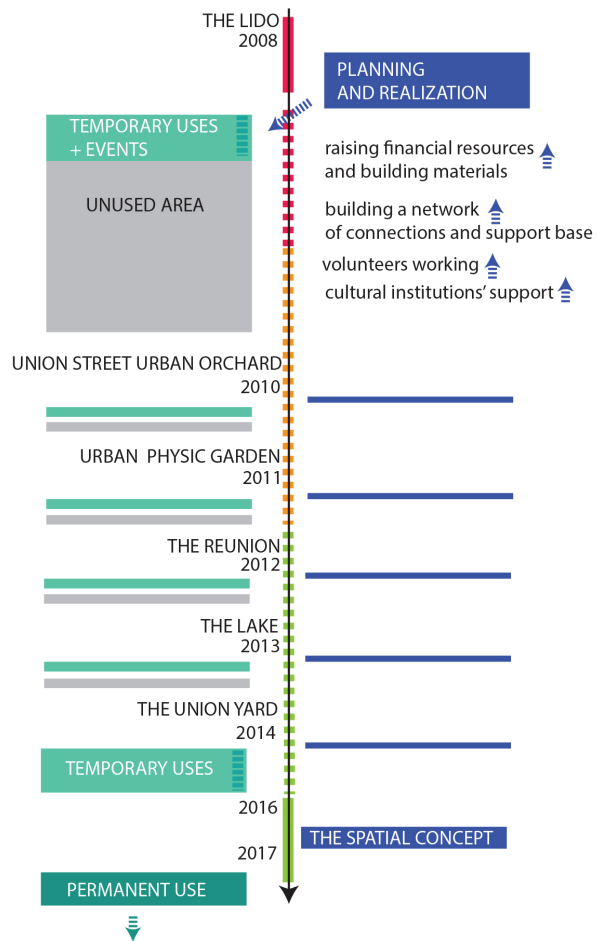 THE LIDO
2008
PLANNING
AND REALIZATION
TEMPORARY USES
+ EVENTS
UNUSED AREA
raising financial resources
and building materials
building a network
of connections and support base
volunteers working
cultural institutions' support
UNION STREET URBAN ORCHARD
2010
URBAN PHYSIC GARDEN
2011
THE REUNION
2012
THE LAKE
2013
THE UNION YARD
2014
TEMPORARY USES
2016
THE SPATIAL CONCEPT
2017
PERMANENT USE